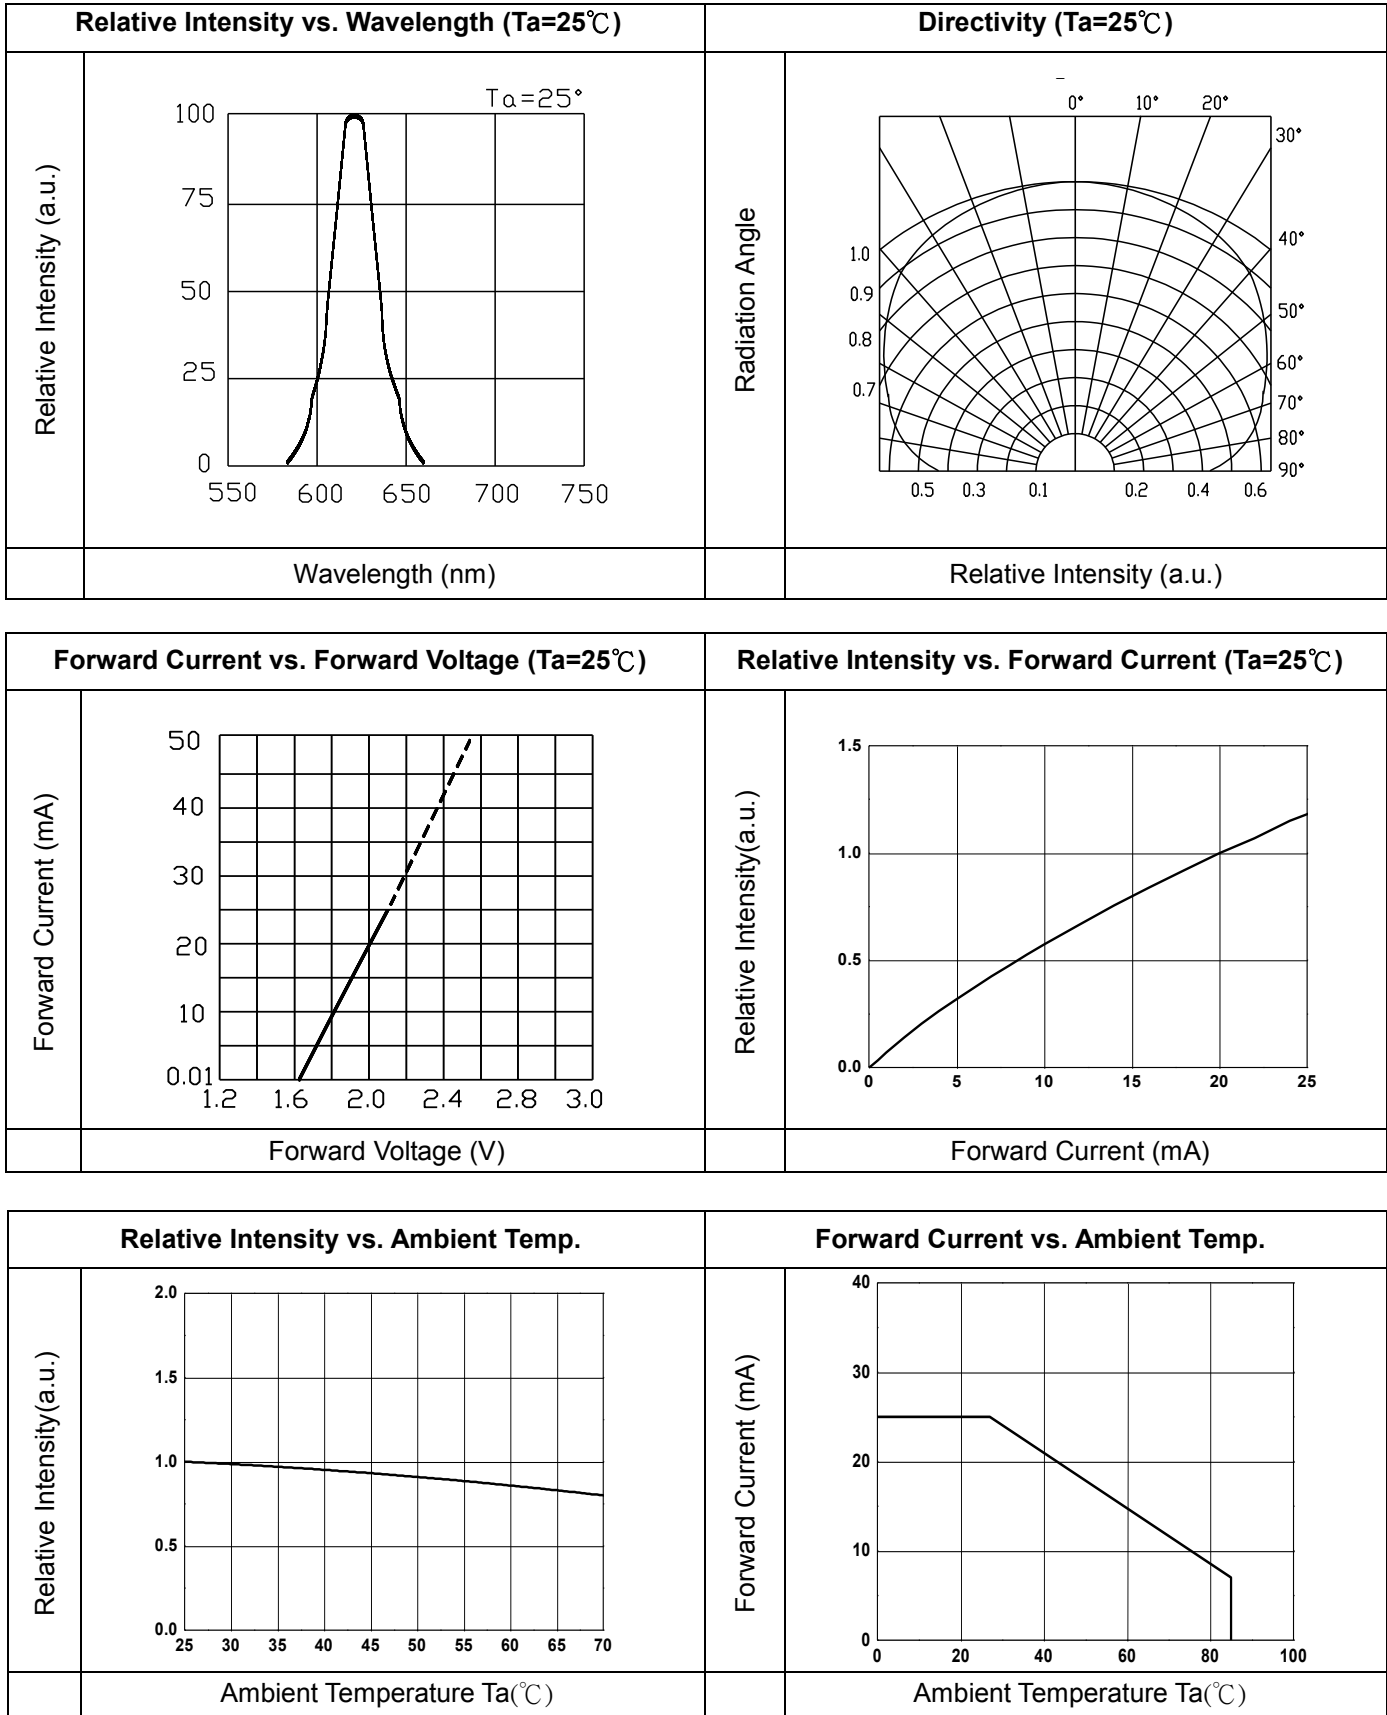 Relative Intensity vs. Wavelength (Ta=25℃)
Directivity (Ta=25℃)
Relative Intensity (a.u.)
Ta=25°
100
75
50
25
0
550 600 650 700 750
Wavelength (nm)
Radiation Angle
0° 10° 20°
30°
40°
50°
60°
70°
80°
90°
1.0
0.9
0.8
0.7
0.5 0.3 0.1 0.2 0.4 0.6
Relative Intensity (a.u.)
Forward Current vs. Forward Voltage (Ta=25℃)
Relative Intensity vs. Forward Current (Ta=25℃)
Forward Current (mA)
50
40
30
20
10
0.01
1.2 1.6 2.0 2.4 2.8 3.0
Forward Voltage (V)
Relative Intensity(a.u.)
1.5
1.0
0.5
0.0
0 5 10 15 20 25
Forward Current (mA)
Relative Intensity vs. Ambient Temp.
Forward Current vs. Ambient Temp.
Relative Intensity(a.u.)
2.0
1.5
1.0
0.5
0.0
25 30 35 40 45 50 55 60 65 70
Ambient Temperature Ta(℃)
Forward Current (mA)
40
30
20
10
0
0 20 40 60 80 100
Ambient Temperature Ta(℃)